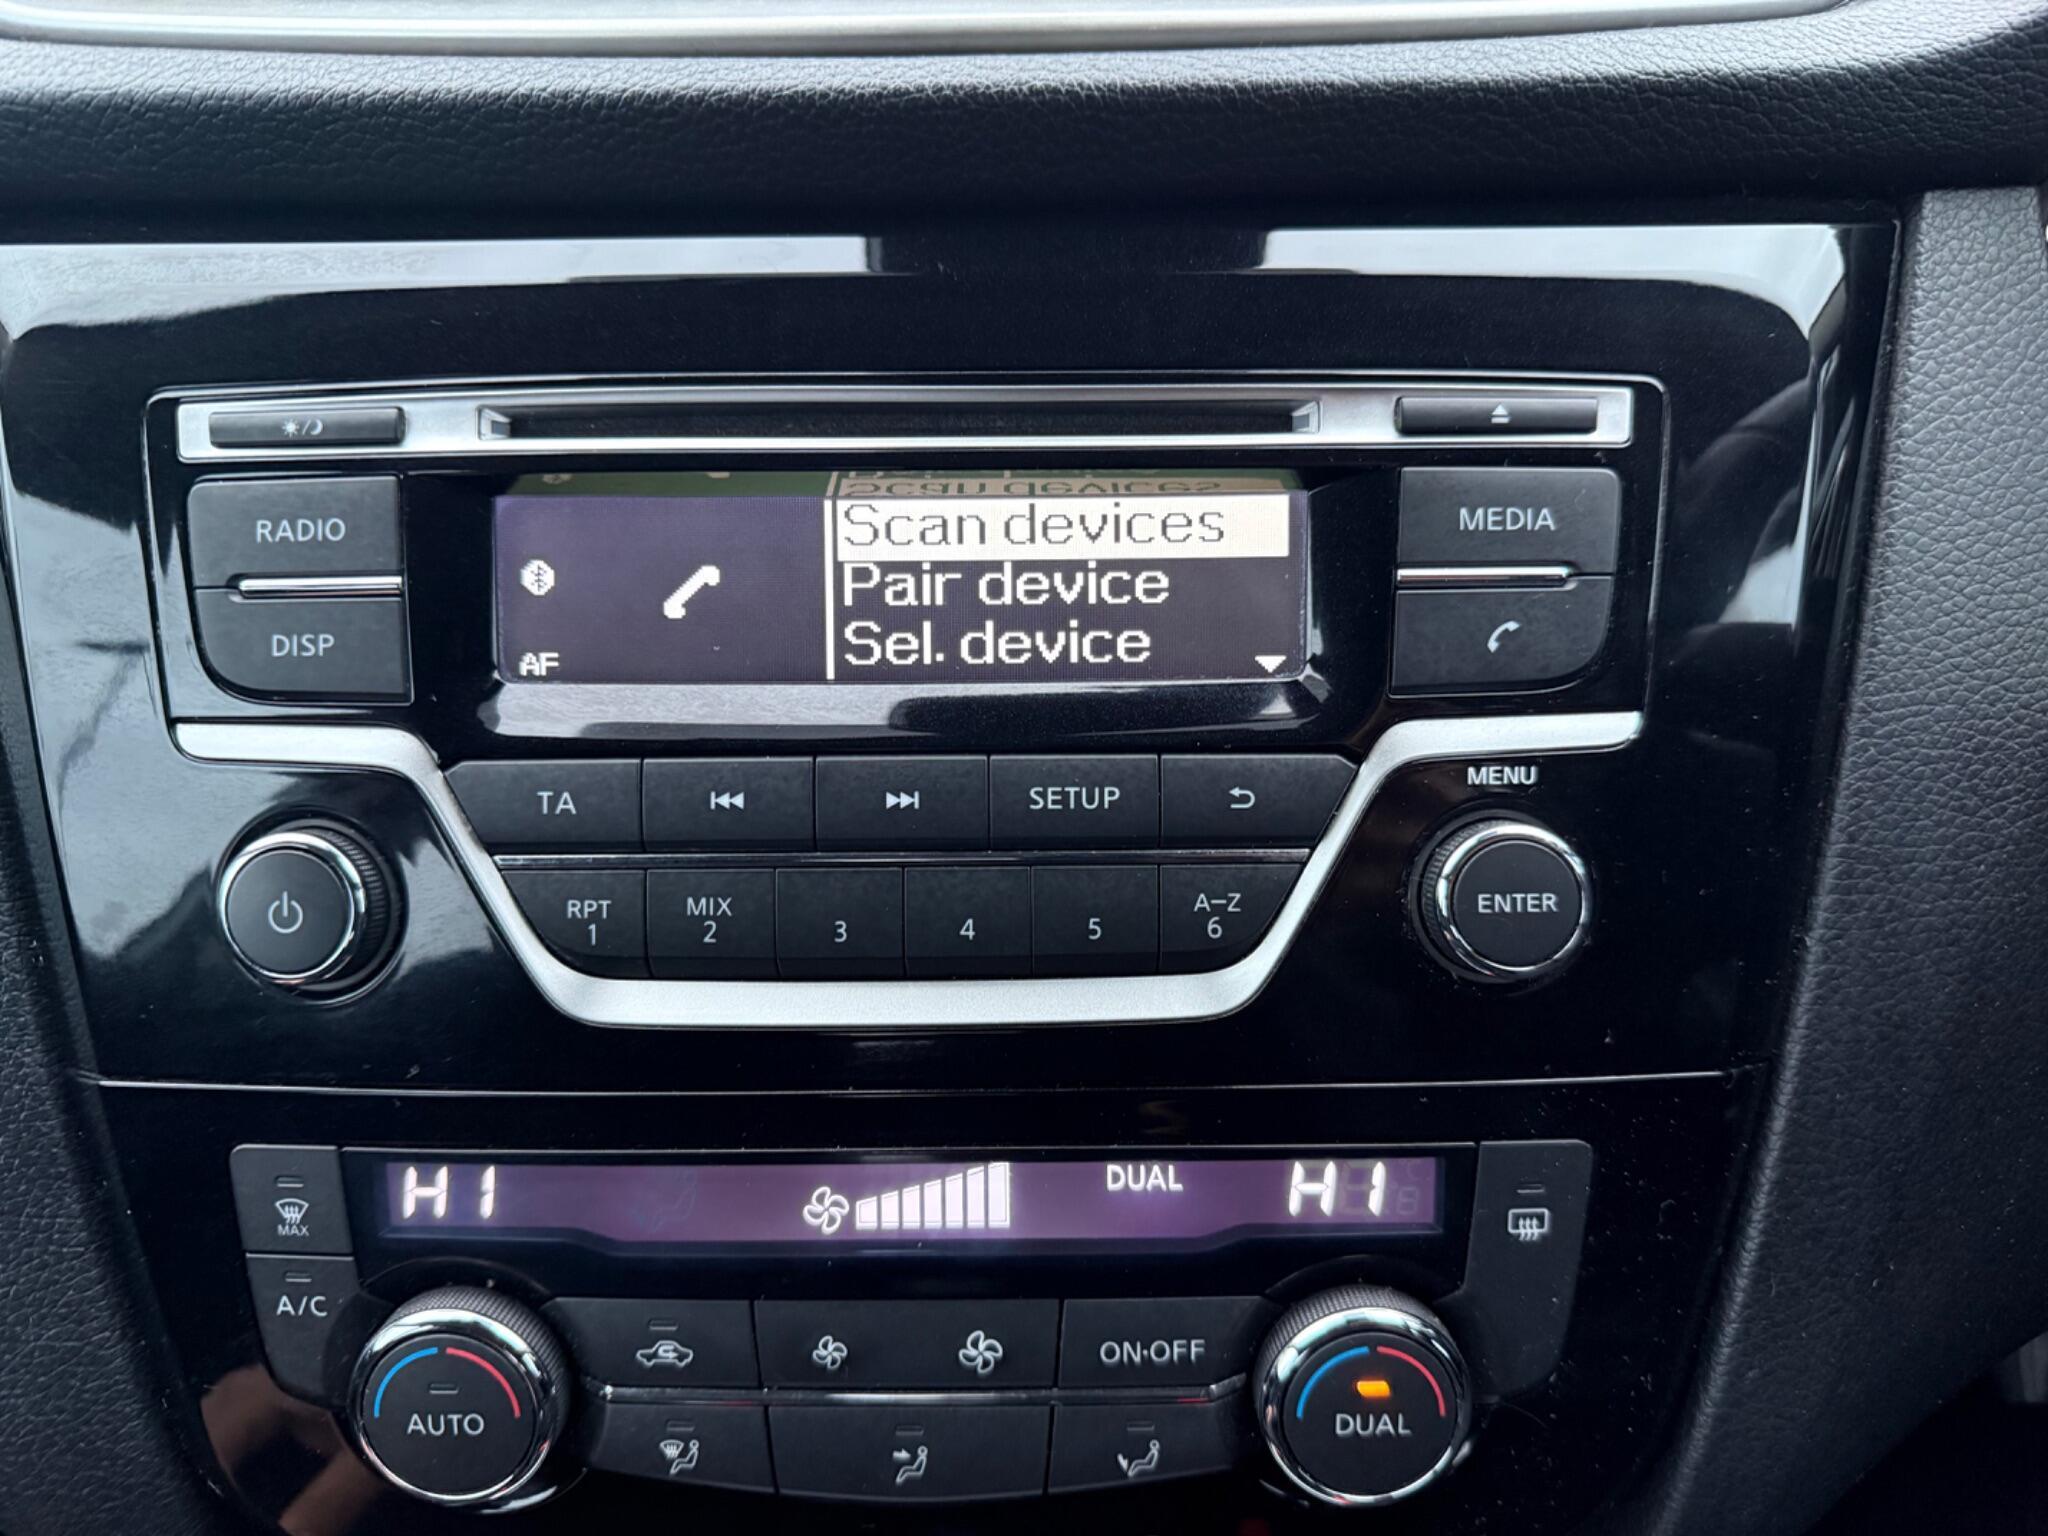 RADIO
DISP
Scan devices
Pair device
Sel. device
AF
MEDIA
TA
SETUP
MENU
RPT
1
MIX
2
3
4
5
A-Z
6
ENTER
HI
DUAL
HI
MAX
A/C
AUTO
ON·OFF
DUAL